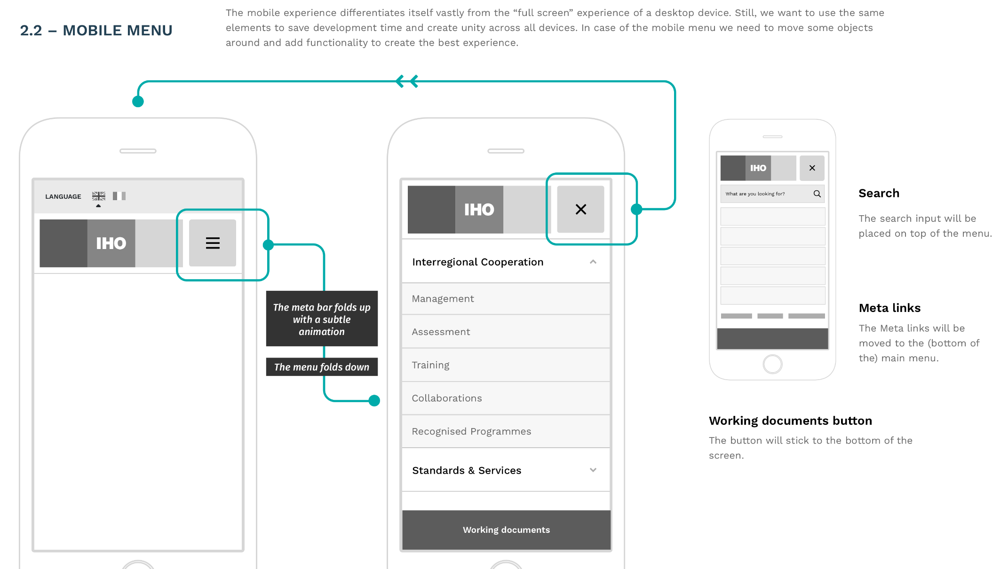 2.2 – MOBILE MENU
The mobile experience differentiates itself vastly from the “full screen” experience of a desktop device. Still, we want to use the same
elements to save development time and create unity across all devices. In case of the mobile menu we need to move some objects
around and add functionality to create the best experience.
LANGUAGE
IHO
The meta bar folds up
with a subtle
animation
The menu folds down
IHO
Interregional Cooperation
Management
Assessment
Training
Collaborations
Recognised Programmes
Standards & Services
Working documents
IHO
What are you looking for?
Search
The search input will be
placed on top of the menu.
Meta links
The Meta links will be
moved to the (bottom of
the) main menu.
Working documents button
The button will stick to the bottom of the
screen.